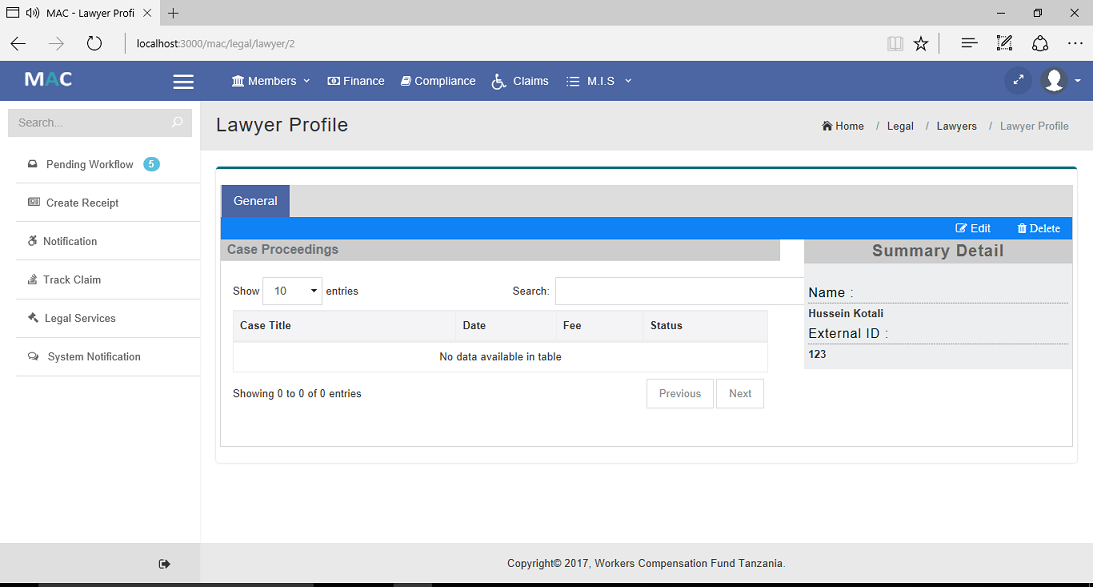 MAC - Lawyer Profi
localhost:3000/mac/legal/lawyer/2
MAC
Members
Finance
Compliance
Claims
M.I.S
Search...
Lawyer Profile
Home / Legal / Lawyers / Lawyer Profile
Pending Workflow 5
Create Receipt
Notification
Track Claim
Legal Services
System Notification
General
Edit
Delete
Case Proceedings
Show 10 entries
Search:
Case Title Date Fee Status
No data available in table
Showing 0 to 0 of 0 entries
Previous
Next
Summary Detail
Name :
Hussein Kotali
External ID :
123
Copyright© 2017, Workers Compensation Fund Tanzania.